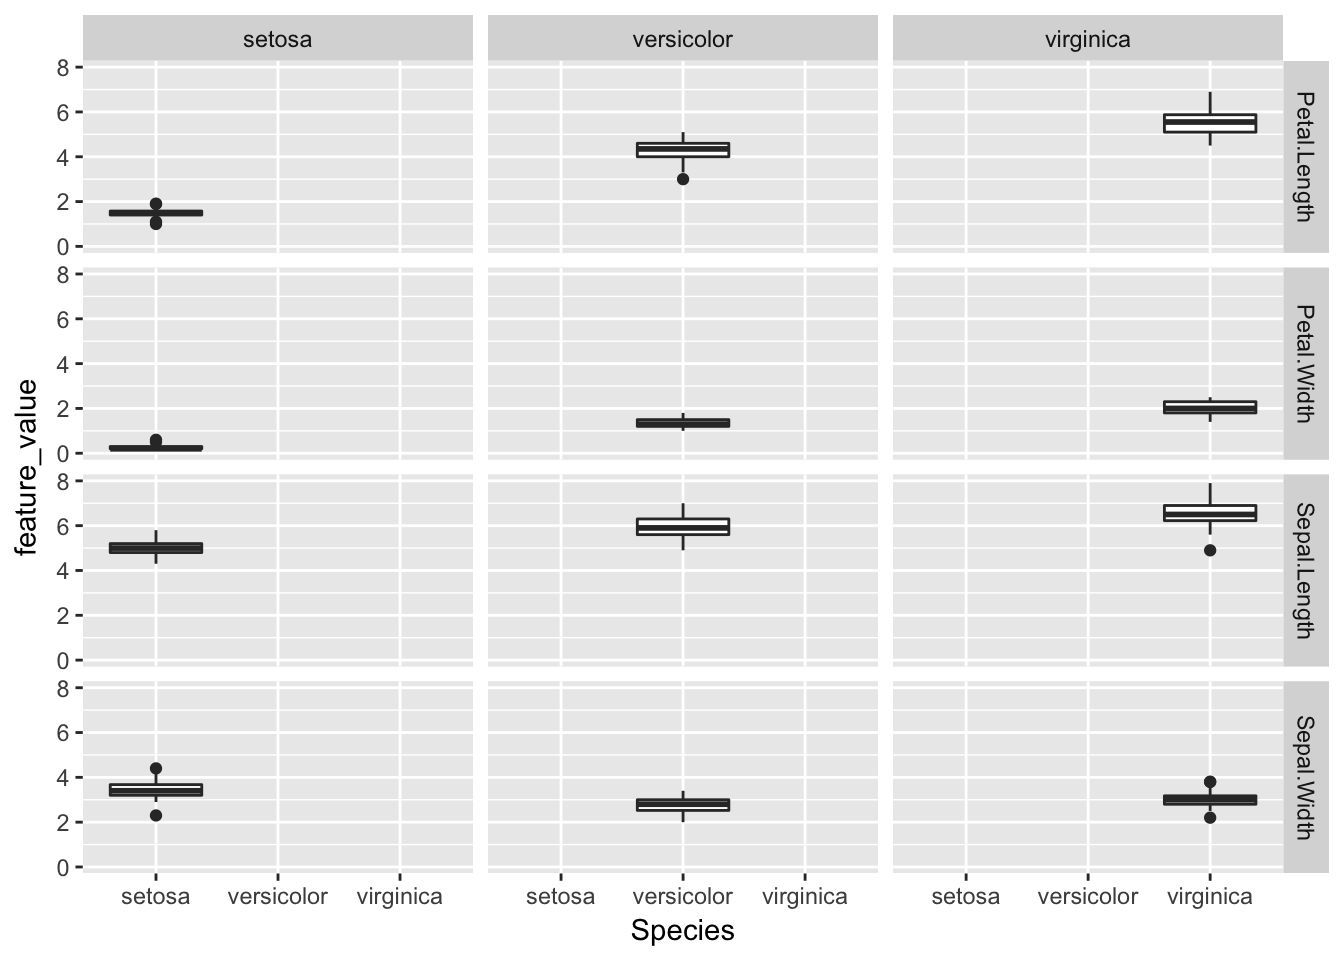 setosa versicolor virginica
8
6
4
2
0
Petal.Length
8
6
4
2
0
Petal.Width
feature_value
8
6
4
2
0
Sepal.Length
8
6
4
2
0
Sepal.Width
setosa versicolor virginica setosa versicolor virginica setosa versicolor virginica
Species